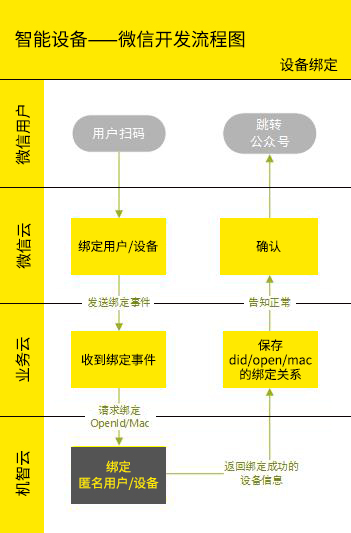 智能设备——微信开发流程图
设备绑定
微信用户
用户扫码
跳转
公众号
微信云
绑定用户/设备
确认
发送绑定事件
告知正常
业务云
收到绑定事件
保存
did/open/mac
的绑定关系
请求绑定
OpenId/Mac
机智云
绑定
匿名用户/设备
返回绑定成功的
设备信息